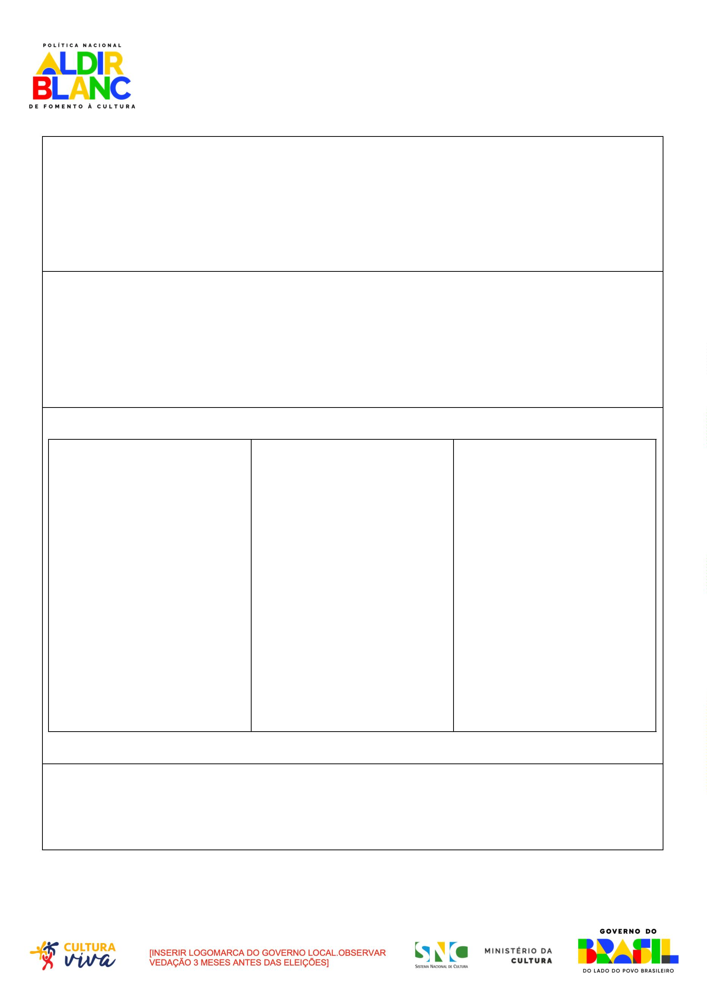 POLÍTICA NACIONAL
ALDIR
BLANC
DE FOMENTO À CULTURA
CULTURA
viva
[INSERIR LOGOMARCA DO GOVERNO LOCAL.OBSERVAR
VEDAÇÃO 3 MESES ANTES DAS ELEIÇÕES]
SNC
SISTEMA NACIONAL DE CULTURA
MINISTÉRIO DA
CULTURA
GOVERNO DO
BRASIL
DO LADO DO POVO BRASILEIRO